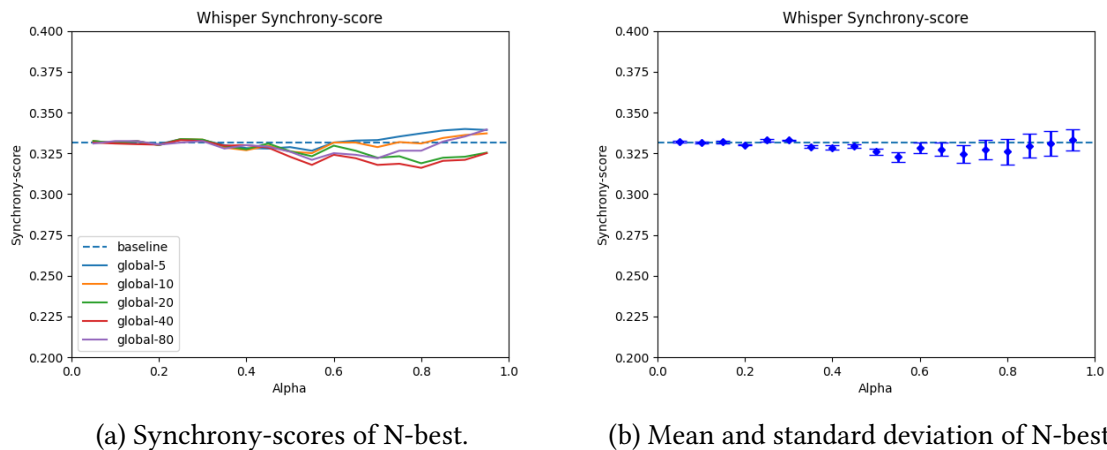 Whisper Synchrony-score
0.400
0.375
0.350
0.325
0.300
0.275
0.250
0.225
0.200
Synchrony-score
baseline
global-5
global-10
global-20
global-40
global-80
0.0 0.2 0.4 0.6 0.8 1.0
Alpha
(a) Synchrony-scores of N-best.
Whisper Synchrony-score
0.400
0.375
0.350
0.325
0.300
0.275
0.250
0.225
0.200
Synchrony-score
0.0 0.2 0.4 0.6 0.8 1.0
Alpha
(b) Mean and standard deviation of N-best